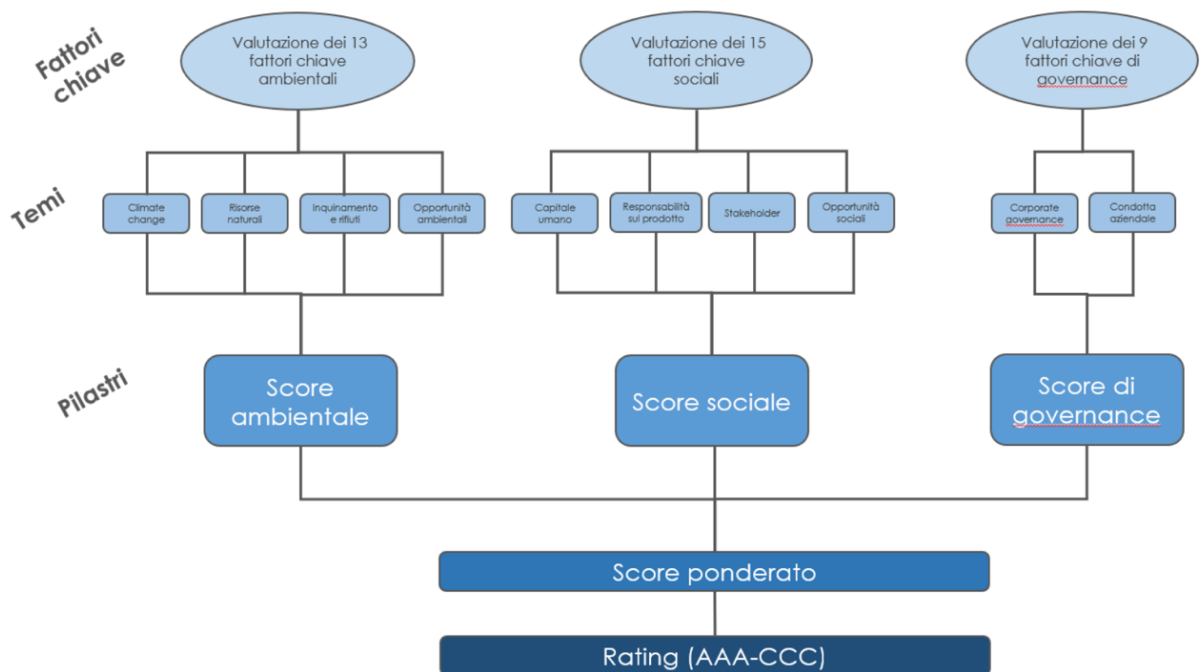 Fattori
chiave
Valutazione dei 13
fattori chiave
ambientali
Valutazione dei 15
fattori chiave
sociali
Valutazione dei 9
fattori chiave di
governance
Temi
Climate
change
Risorse
naturali
Inquinamento
e rifiuti
Opportunità
ambientali
Capitale
umano
Responsabilità
sul prodotto
Stakeholder
Opportunità
sociali
Corporate
governance
Condotta
aziendale
Pilastri
Score
ambientale
Score sociale
Score di
governance
Score ponderato
Rating (AAA-CCC)